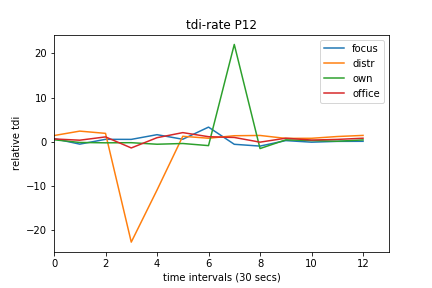 tdi-rate P12
focus
distr
own
office
relative tdi
20
10
0
−10
−20
0 2 4 6 8 10 12
time intervals (30 secs)